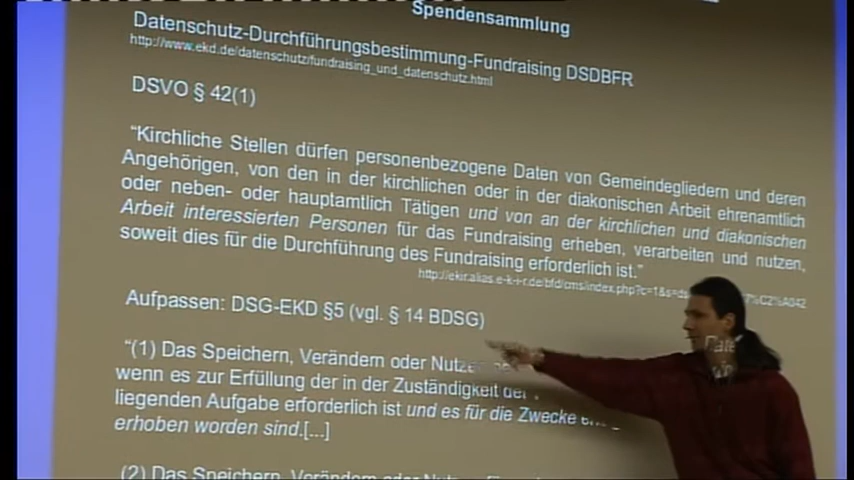 Spendensammlung
Datenschutz-Durchführungsbestimmung-Fundraising DSDBFR
http://www.ekd.de/datenschutz/fundraising_und_datenschutz.html
DSVO § 42(1)
“Kirchliche Stellen dürfen personenbezogene Daten von Gemeindegliedern und deren
Angehörigen, von den in der kirchlichen oder in der diakonischen Arbeit ehrenamtlich
oder neben- oder hauptamtlich Tätigen und von an der kirchlichen und diakonischen
Arbeit interessierten Personen für das Fundraising erheben, verarbeiten und nutzen,
soweit dies für die Durchführung des Fundraising erforderlich ist.”
Aufpassen: DSG-EKD §5 (vgl. § 14 BDSG)
“(1) Das Speichern, Verändern oder
wenn es zur Erfüllung der in der Zuständigkeit der
liegenden Aufgabe erforderlich ist und es für die Zwecke
erhoben worden sind.[...]
(2) Das Speichern, Verändern oder